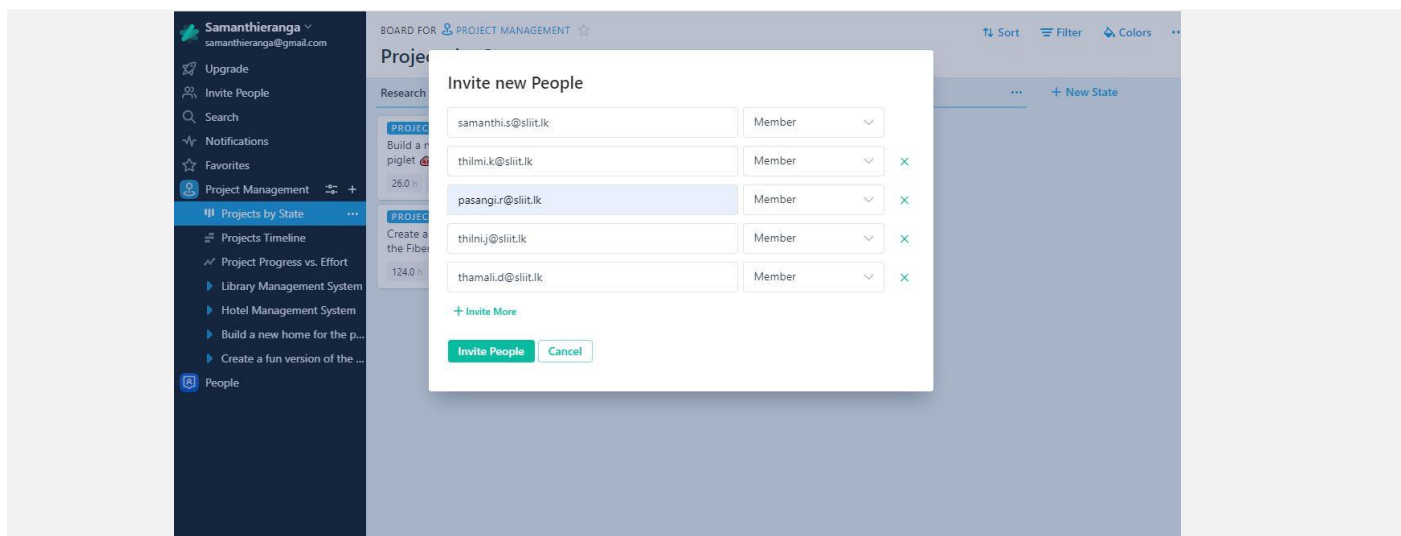 Samanthieranga
samanthieranga@gmail.com
Upgrade
Invite People
Search
Notifications
Favorites
Project Management
Projects by State
Projects Timeline
Project Progress vs. Effort
Library Management System
Hotel Management System
Build a new home for the p...
Create a fun version of the ...
People
BOARD FOR PROJECT MANAGEMENT
Sort Filter Colors
Projec
Research
+ New State
PROJEC
Build a n
piglet
26.0 h
PROJEC
Create a
the Fiber
124.0 h
Invite new People
samanthi.s@sliit.lk Member
thilmi.k@sliit.lk Member
pasangi.r@sliit.lk Member
thilni.j@sliit.lk Member
thamali.d@sliit.lk Member
+ Invite More
Invite People Cancel